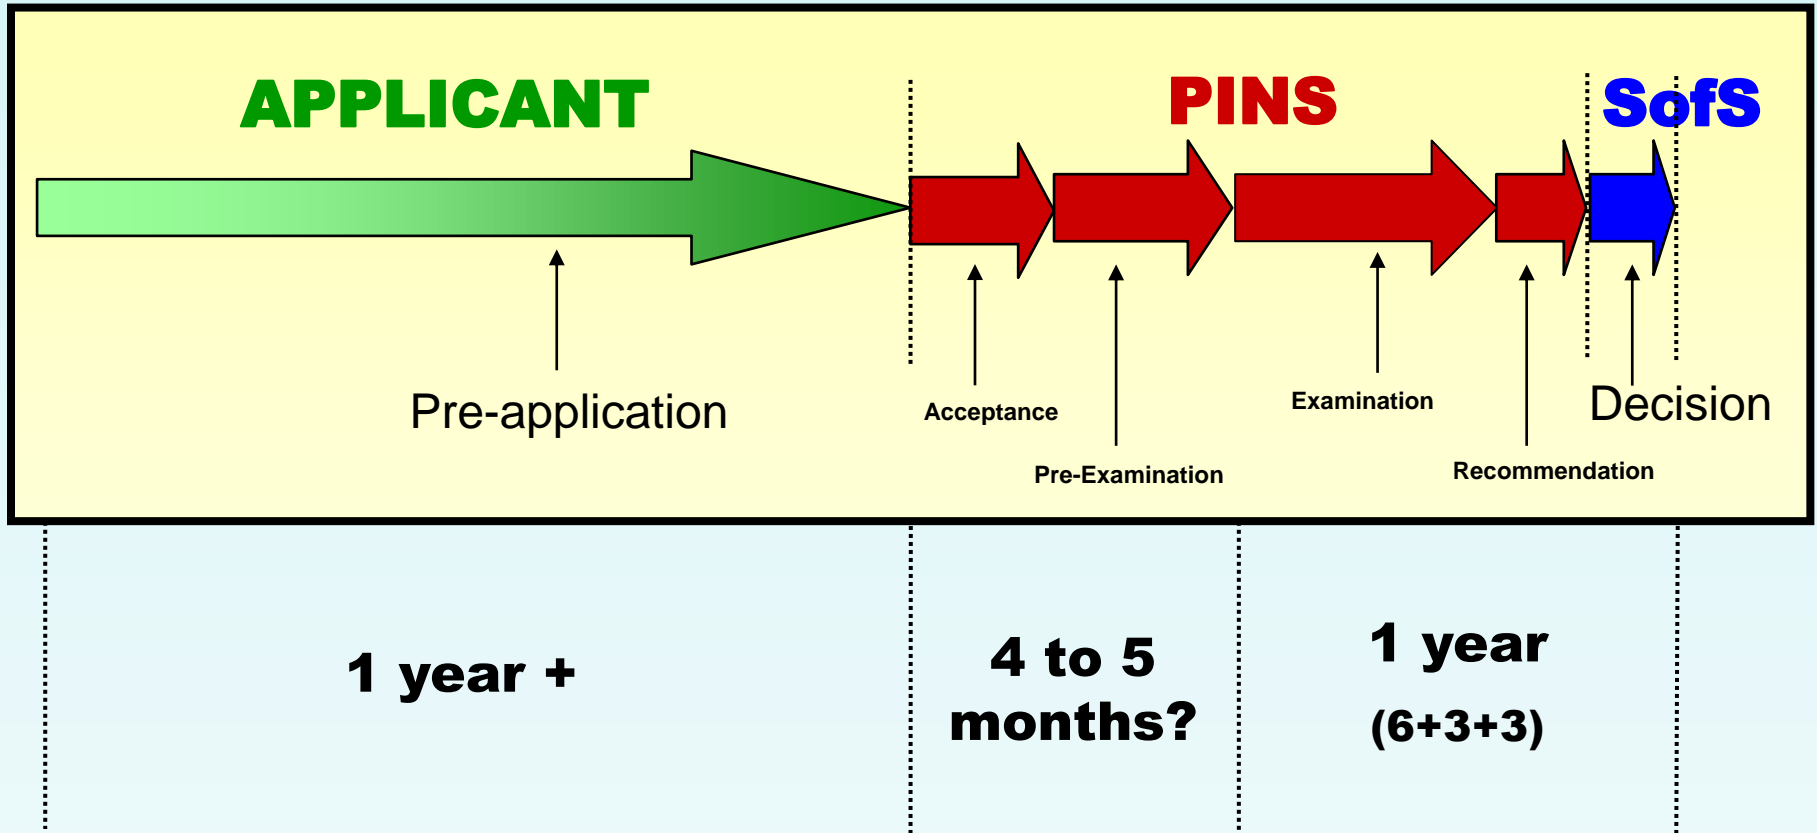 APPLICANT
PINS
SofS
Pre-application
Acceptance
Pre-Examination
Examination
Recommendation
Decision
1 year +
4 to 5
months?
1 year
(6+3+3)